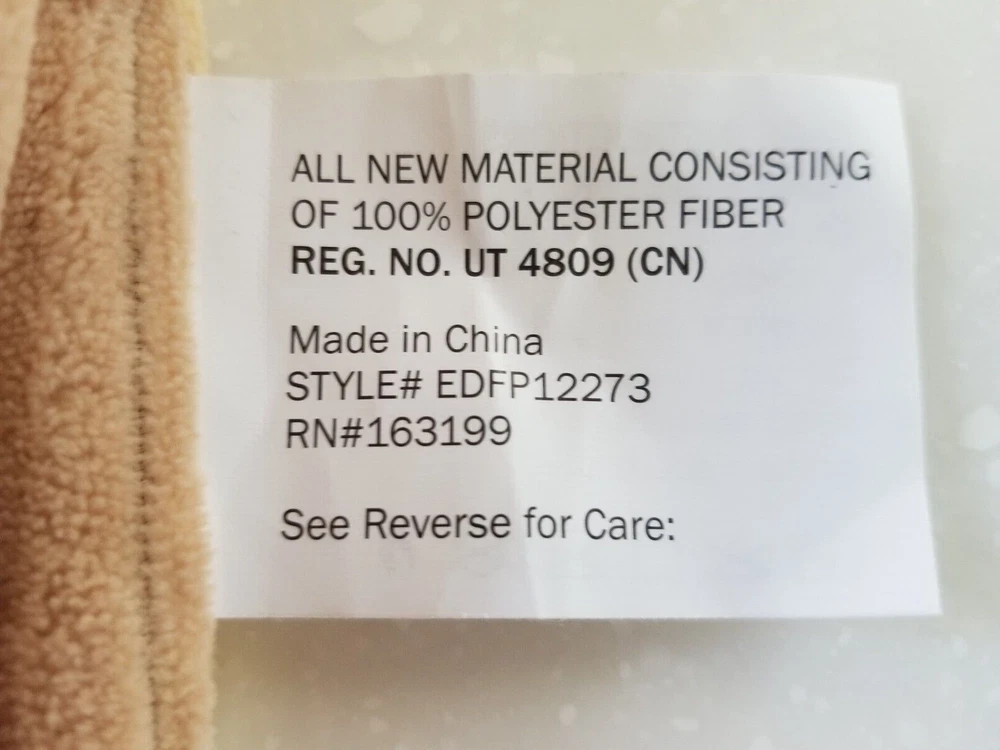 ALL NEW MATERIAL CONSISTING
OF 100% POLYESTER FIBER
REG. NO. UT 4809 (CN)
Made in China
STYLE# EDFP12273
RN#163199
See Reverse for Care: